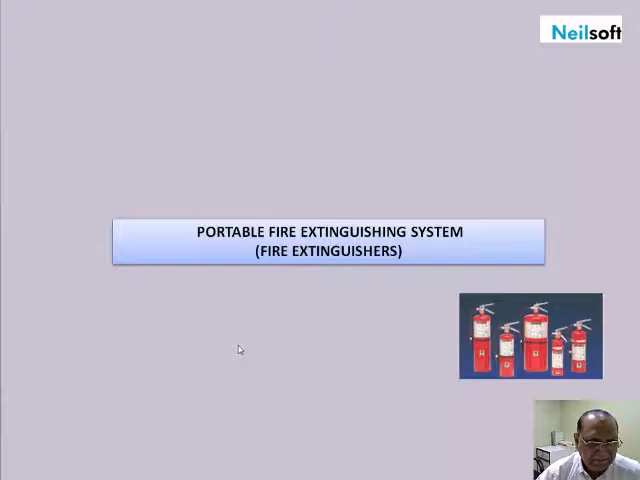 Neilsoft
PORTABLE FIRE EXTINGUISHING SYSTEM
(FIRE EXTINGUISHERS)